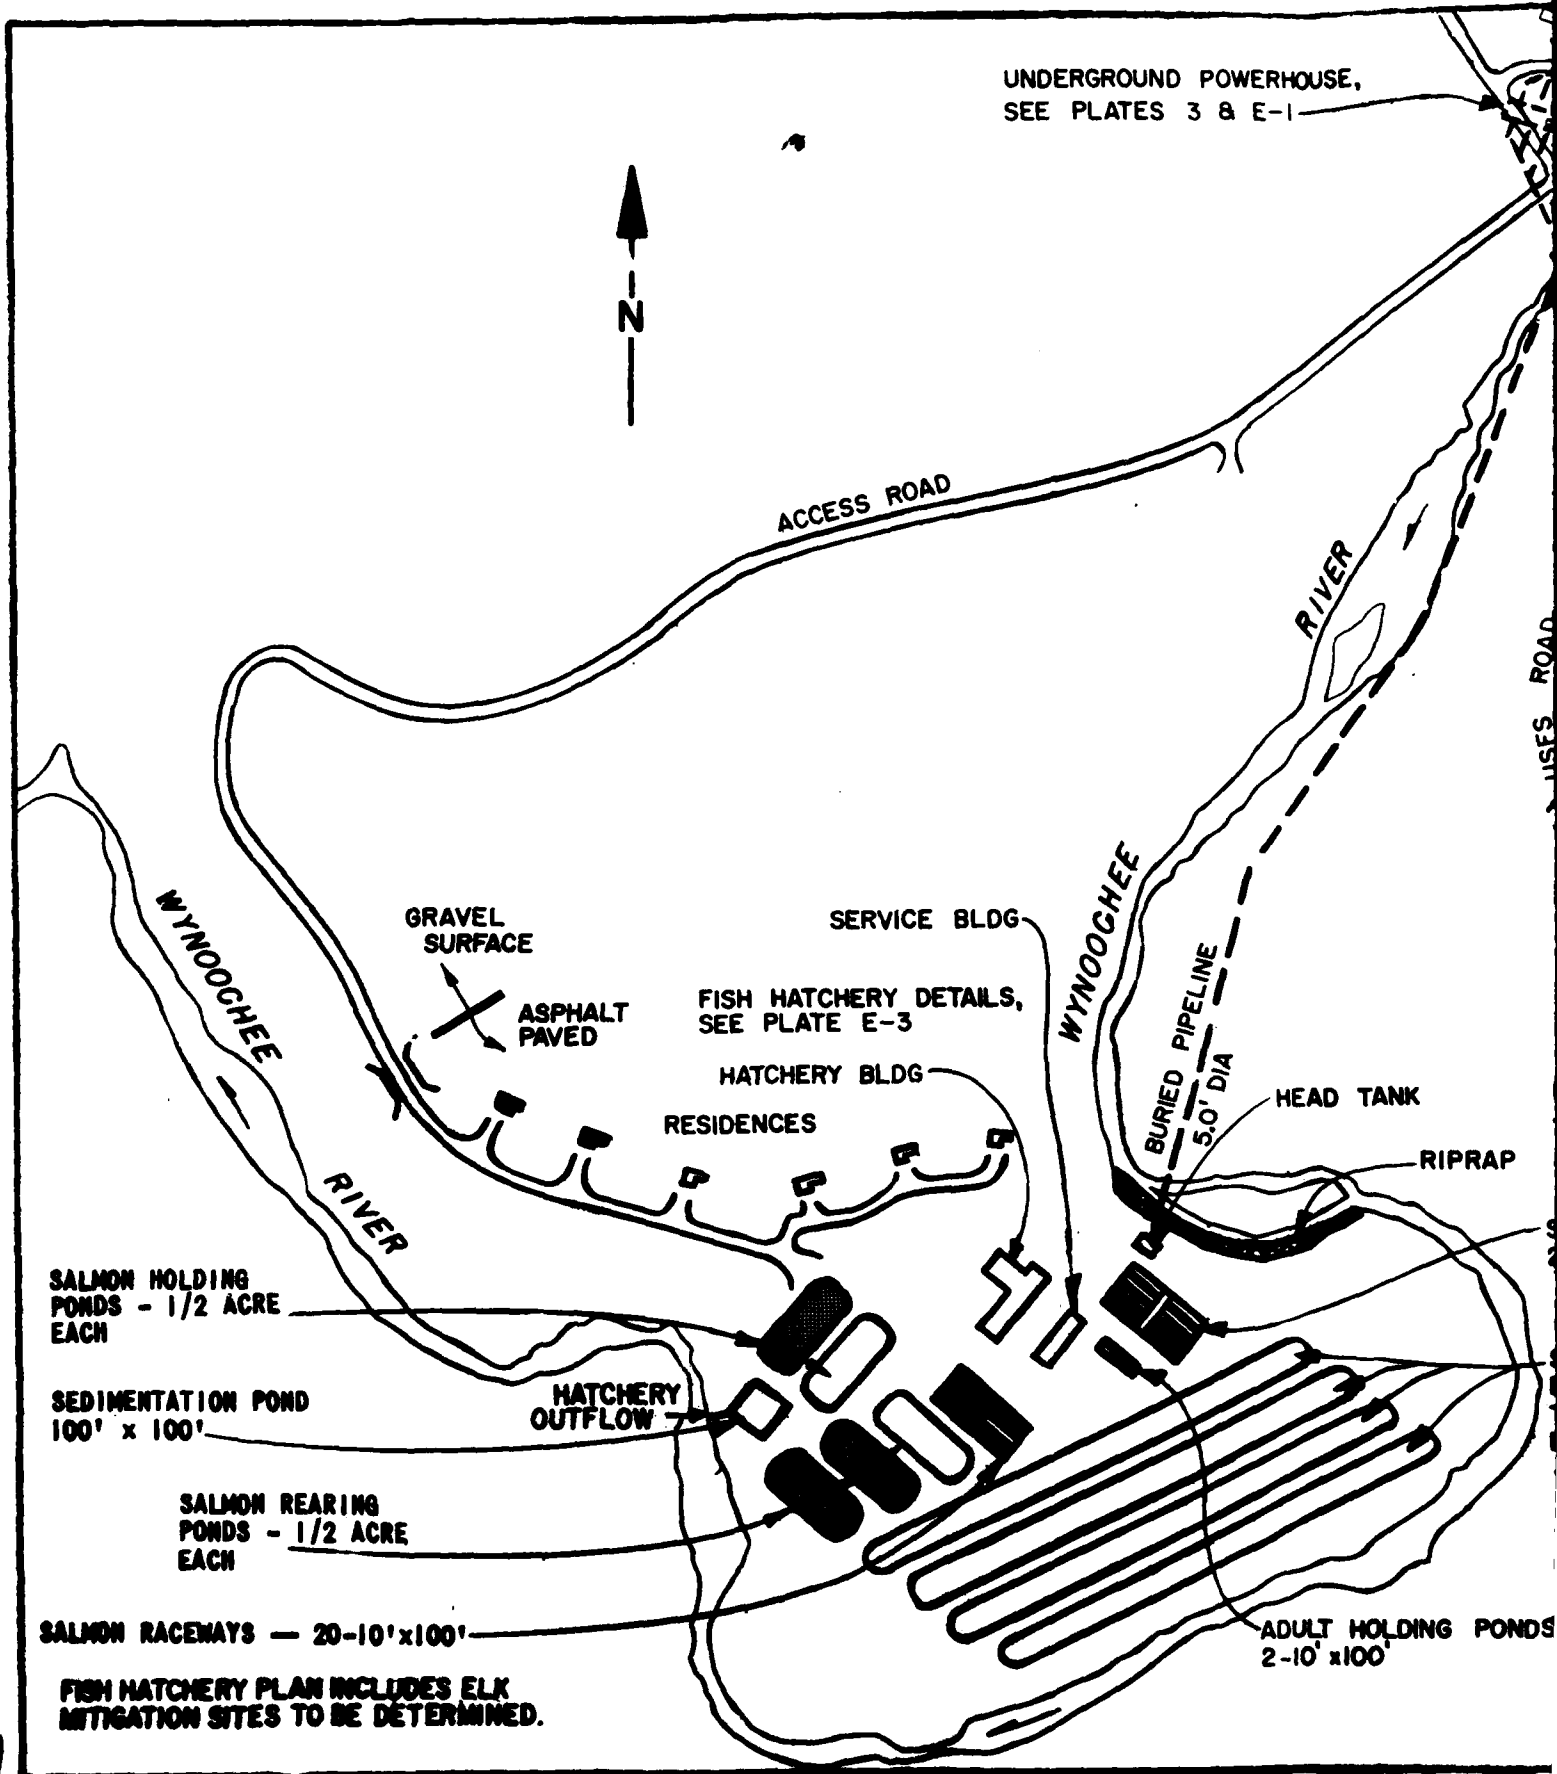 UNDERGROUND POWERHOUSE,
SEE PLATES 3 & E-1
N
ACCESS ROAD
RIVER
USFS ROAD
WYNOOCHEE
WYNOOCHEE
RIVER
GRAVEL
SURFACE
ASPHALT
PAVED
SERVICE BLDG
FISH HATCHERY DETAILS,
SEE PLATE E-3
HATCHERY BLDG
RESIDENCES
BURIED PIPELINE
5.0' DIA
HEAD TANK
RIPRAP
SALMON HOLDING
PONDS - 1/2 ACRE
EACH
SEDIMENTATION POND
100' x 100'
HATCHERY
OUTFLOW
SALMON REARING
PONDS - 1/2 ACRE
EACH
SALMON RACEWAYS — 20-10'x100'
ADULT HOLDING PONDS
2-10' x100'
FISH HATCHERY PLAN INCLUDES ELK
MITIGATION SITES TO BE DETERMINED.